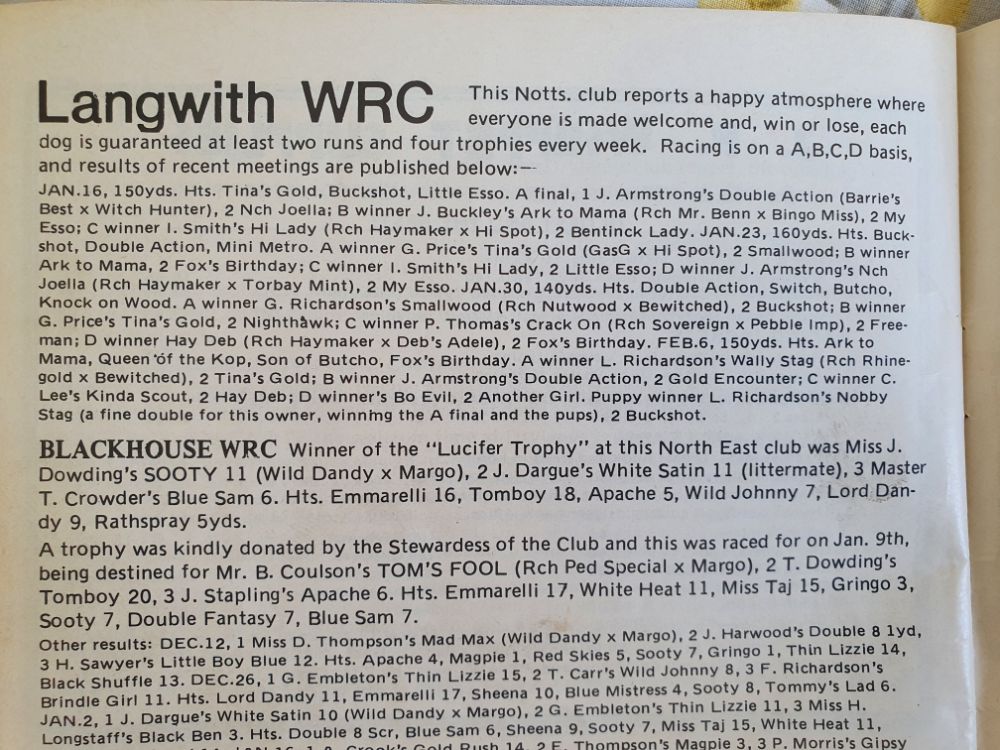 Langwith WRC This Notts. club reports a happy atmosphere where
everyone is made welcome and, win or lose, each
dog is guaranteed at least two runs and four trophies every week. Racing is on a A,B,C,D basis,
and results of recent meetings are published below:—
JAN.16, 150yds. Hts. Tina's Gold, Buckshot, Little Esso. A final, 1 J. Armstrong's Double Action (Barrie's
Best x Witch Hunter), 2 Nch Joella; B winner J. Buckley's Ark to Mama (Rch Mr. Benn x Bingo Miss), 2 My
Esso; C winner I. Smith's Hi Lady (Rch Haymaker x Hi Spot), 2 Bentinck Lady. JAN.23, 160yds. Hts. Buck-
shot, Double Action, Mini Metro. A winner G. Price's Tina's Gold (GasG x Hi Spot), 2 Smallwood; B winner
Ark to Mama, 2 Fox's Birthday; C winner I. Smith's Hi Lady, 2 Little Esso; D winner J. Armstrong's Nch
Joella (Rch Haymaker x Torbay Mint), 2 My Esso. JAN.30, 140yds. Hts. Double Action, Switch, Butcho,
Knock on Wood. A winner G. Richardson's Smallwood (Rch Nutwood x Bewitched), 2 Buckshot; B winner
G. Price's Tina's Gold, 2 Nighthawk; C winner P. Thomas's Crack On (Rch Sovereign x Pebble Imp), 2 Free-
man; D winner Hay Deb (Rch Haymaker x Deb's Adele), 2 Fox's Birthday. FEB.6, 150yds. Hts. Ark to
Mama, Queen of the Kop, Son of Butcho, Fox's Birthday. A winner L. Richardson's Wally Stag (Rch Rhine-
gold x Bewitched), 2 Tina's Gold; B winner J. Armstrong's Double Action, 2 Gold Encounter; C winner C.
Lee's Kinda Scout, 2 Hay Deb; D winner's Bo Evil, 2 Another Girl. Puppy winner L. Richardson's Nobby
Stag (a fine double for this owner, winnhg the A final and the pups), 2 Buckshot.
BLACKHOUSE WRC Winner of the "Lucifer Trophy" at this North East club was Miss J.
Dowding's SOOTY 11 (Wild Dandy x Margo), 2 J. Dargue's White Satin 11 (littermate), 3 Master
T. Crowder's Blue Sam 6. Hts. Emmarelli 16, Tomboy 18, Apache 5, Wild Johnny 7, Lord Dan-
dy 9, Rathspray 5yds.
A trophy was kindly donated by the Stewardess of the Club and this was raced for on Jan. 9th,
being destined for Mr. B. Coulson's TOM'S FOOL (Rch Ped Special x Margo), 2 T. Dowding's
Tomboy 20, 3 J. Stapling's Apache 6. Hts. Emmarelli 17, White Heat 11, Miss Taj 15, Gringo 3,
Sooty 7, Double Fantasy 7, Blue Sam 7.
Other results: DEC.12, 1 Miss D. Thompson's Mad Max (Wild Dandy x Margo), 2 J. Harwood's Double 8 1yd,
3 H. Sawyer's Little Boy Blue 12. Hts. Apache 4, Magpie 1, Red Skies 5, Sooty 7, Gringo 1, Thin Lizzie 14,
Black Shuffle 13. DEC.26, 1 G. Embleton's Thin Lizzie 15, 2 T. Carr's Wild Johnny 8, 3 F. Richardson's
Brindle Girl 11. Hts. Lord Dandy 11, Emmarelli 17, Sheena 10, Blue Mistress 4, Sooty 8, Tommy's Lad 6.
JAN.2, 1 J. Dargue's White Satin 10 (Wild Dandy x Margo), 2 G. Embleton's Thin Lizzie 11, 3 Miss H.
Longstaff's Black Ben 3. Hts. Double 8 Scr, Blue Sam 6, Sheena 9, Sooty 7, Miss Taj 15, White Heat 11,
Gold Rush 14, 2 E. Thompson's Magpie 3, 3 P. Morris's Gipsy